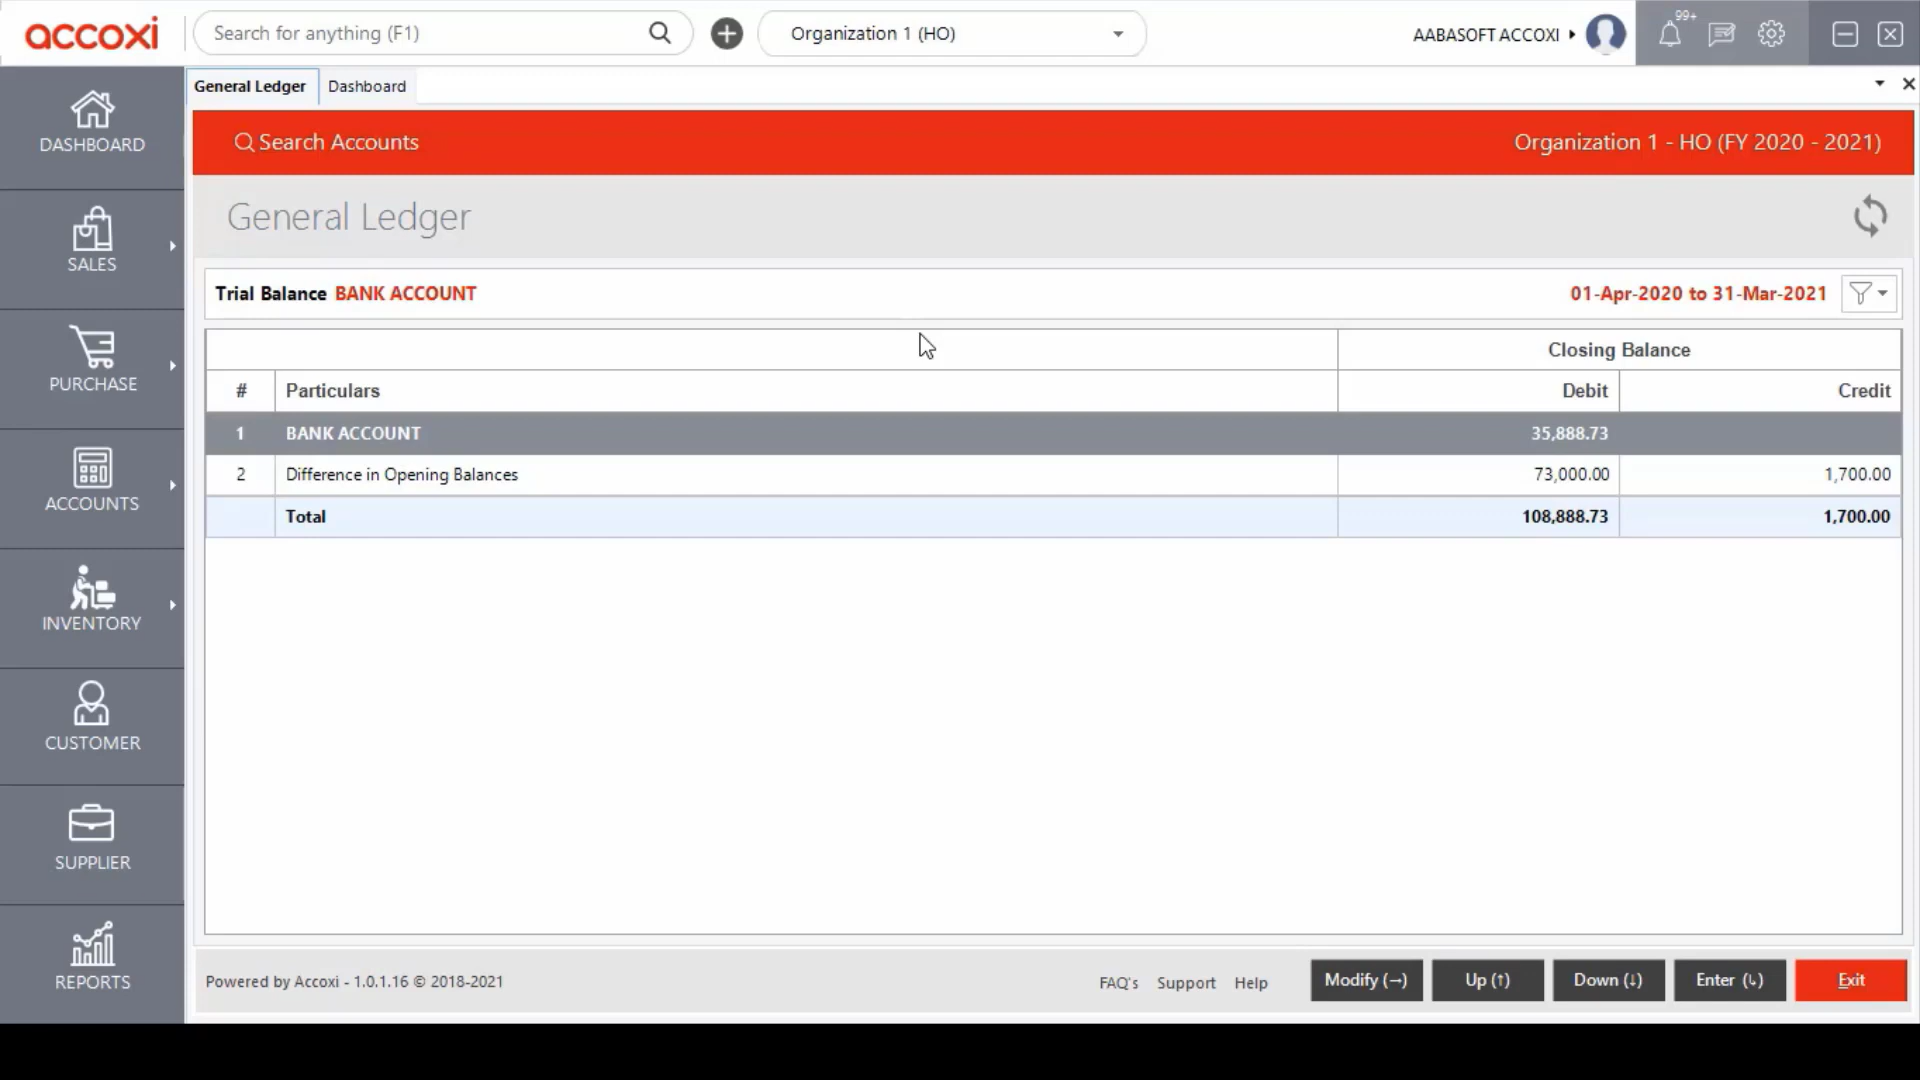 accoxi
Search for anything (F1)
Organization 1 (HO)
AABASOFT ACCOXI
99+
General Ledger
Dashboard
DASHBOARD
SALES
PURCHASE
ACCOUNTS
INVENTORY
CUSTOMER
SUPPLIER
REPORTS
Search Accounts
Organization 1 - HO (FY 2020 - 2021)
General Ledger
Trial Balance BANK ACCOUNT
01-Apr-2020 to 31-Mar-2021
Closing Balance
# Particulars Debit Credit
1 BANK ACCOUNT 35,888.73
2 Difference in Opening Balances 73,000.00 1,700.00
Total 108,888.73 1,700.00
Powered by Accoxi - 1.0.1.16 © 2018-2021
FAQ's Support Help
Modify (→) Up (↑) Down (↓) Enter (↳) Exit